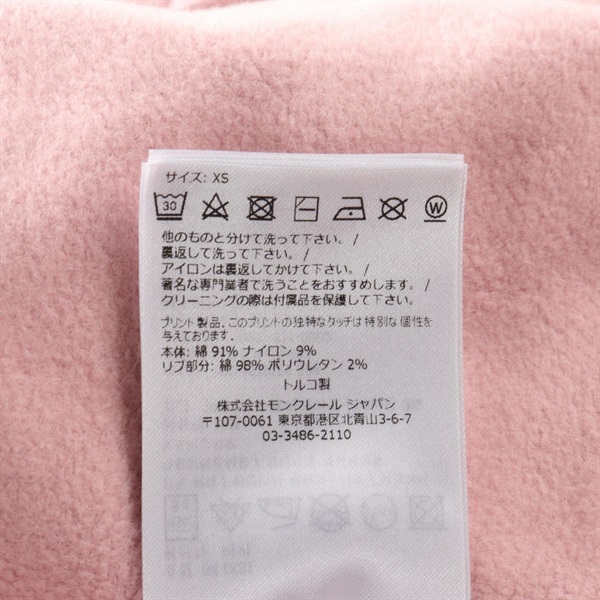 サイズ: XS
30 W
他のものと分けて洗って下さい。/
裏返して洗って下さい。/
アイロンは裏返してかけて下さい。/
著名な専門業者で洗うことをおすすめします。/
クリーニングの際は付属品を保護して下さい。
プリント製品. このプリントの独特なタッチは特別な個性を
与えております.
本体: 綿 91% ナイロン 9%
リブ部分: 綿 98% ポリウレタン 2%
トルコ製
株式会社モンクレール ジャパン
〒107-0061 東京都港区北青山3-6-7
03-3486-2110